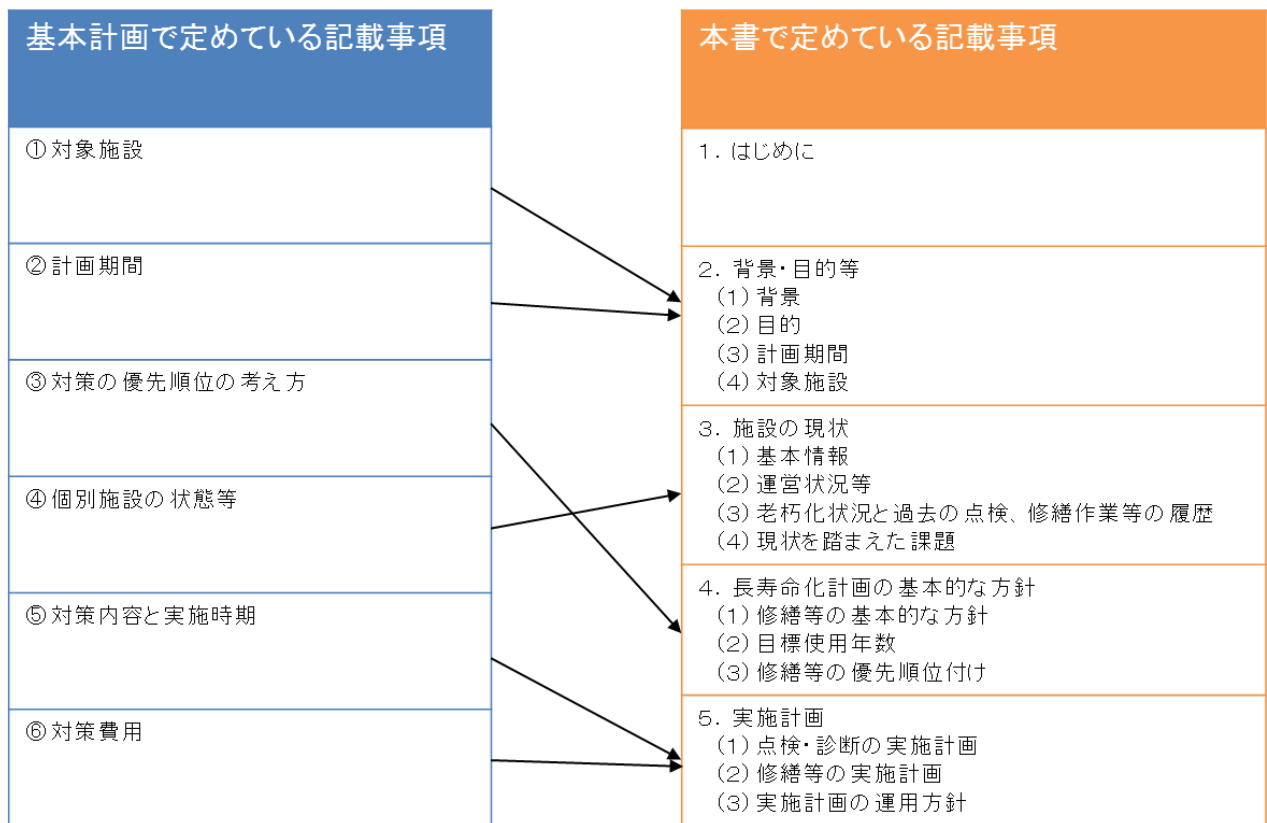 基本計画で定めている記載事項
①対象施設
②計画期間
③対策の優先順位の考え方
④個別施設の状態等
⑤対策内容と実施時期
⑥対策費用
本書で定めている記載事項
1．はじめに
2．背景・目的等
(1)背景
(2)目的
(3)計画期間
(4)対象施設
3．施設の現状
(1)基本情報
(2)運営状況等
(3)老朽化状況と過去の点検、修繕作業等の履歴
(4)現状を踏まえた課題
4．長寿命化計画の基本的な方針
(1)修繕等の基本的な方針
(2)目標使用年数
(3)修繕等の優先順位付け
5．実施計画
(1)点検・診断の実施計画
(2)修繕等の実施計画
(3)実施計画の運用方針